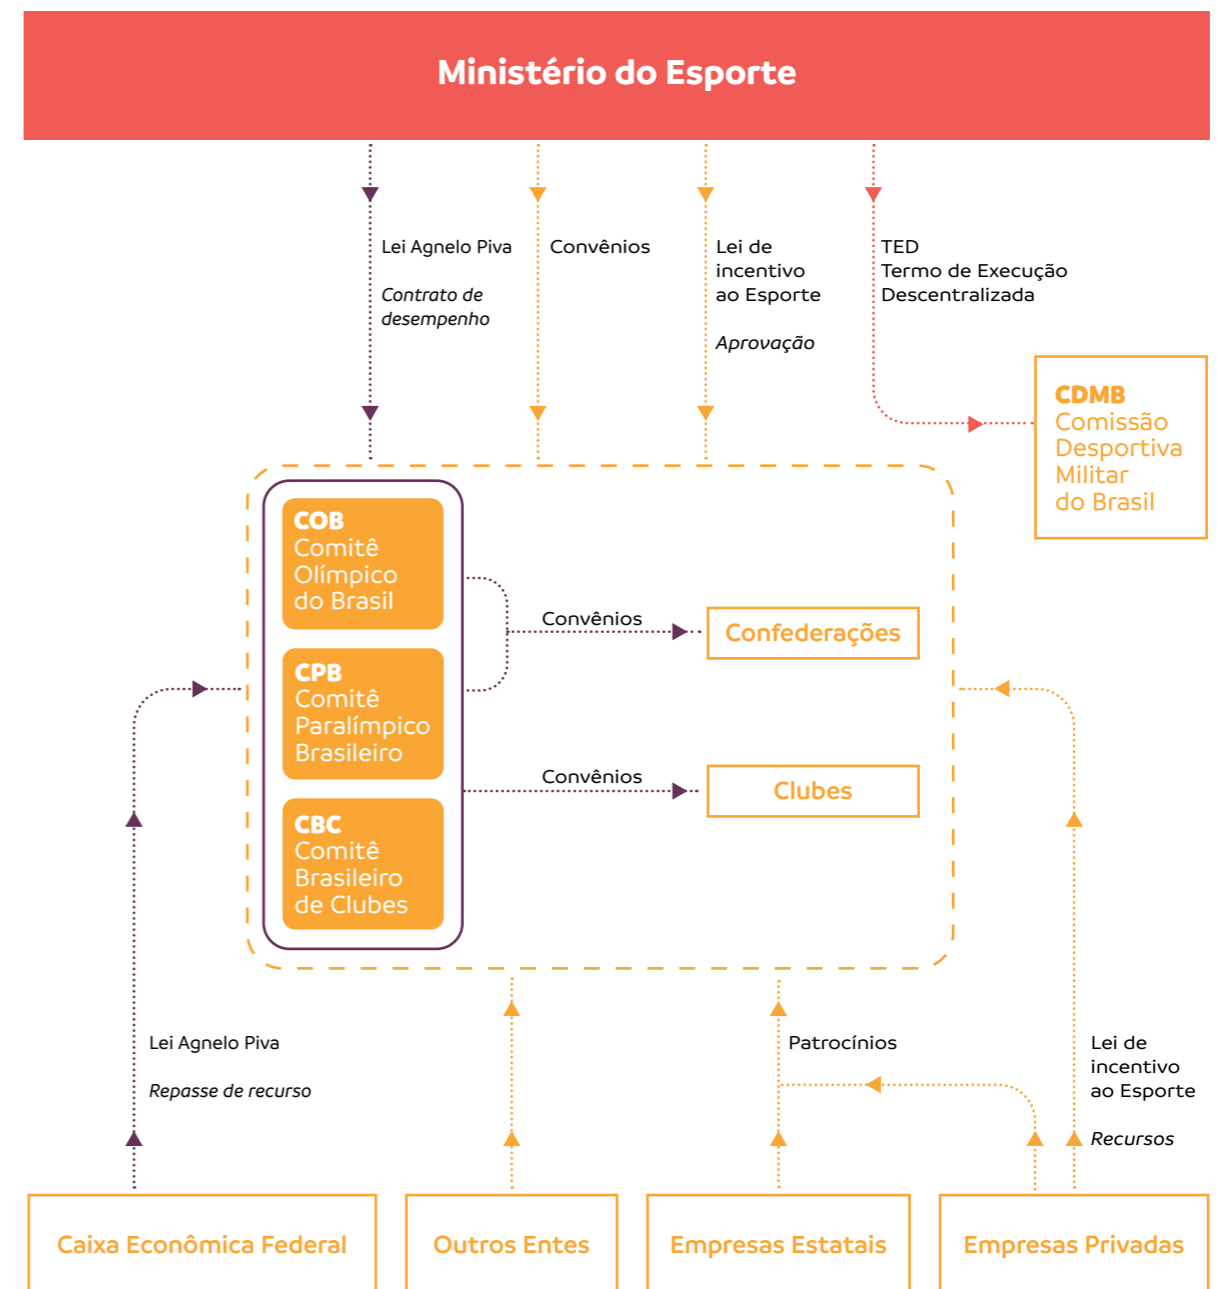 Ministério do Esporte
Lei Agnelo Piva
Contrato de
desempenho
Convênios
Lei de
incentivo
ao Esporte
Aprovação
TED
Termo de Execução
Descentralizada
CDMB
Comissão
Desportiva
Militar
do Brasil
COB
Comitê
Olímpico
do Brasil
CPB
Comitê
Paralímpico
Brasileiro
CBC
Comitê
Brasileiro
de Clubes
Convênios
Confederações
Convênios
Clubes
Lei Agnelo Piva
Repasse de recurso
Patrocínios
Lei de
incentivo
ao Esporte
Recursos
Caixa Econômica Federal
Outros Entes
Empresas Estatais
Empresas Privadas